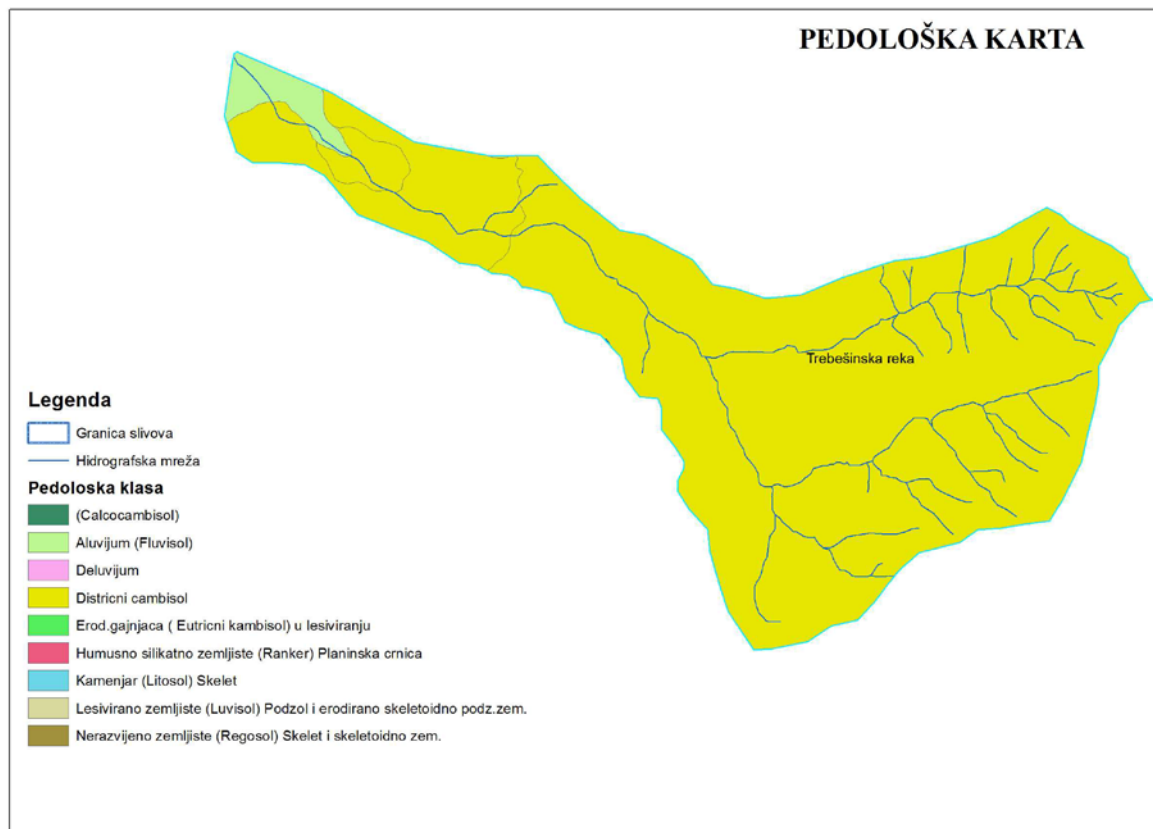 PEDOLOŠKA KARTA
Trebešinska reka
Legenda
Granica slivova
Hidrografska mreža
Pedoloska klasa
(Calcocambisol)
Aluvijum (Fluvisol)
Deluvijum
Districni cambisol
Erod.gajnjaca ( Eutricni kambisol) u lesiviranju
Humusno silikatno zemljiste (Ranker) Planinska crnica
Kamenjar (Litosol) Skelet
Lesivirano zemljiste (Luvisol) Podzol i erodirano skeletoidno podz.zem.
Nerazvijeno zemljiste (Regosol) Skelet i skeletoidno zem.